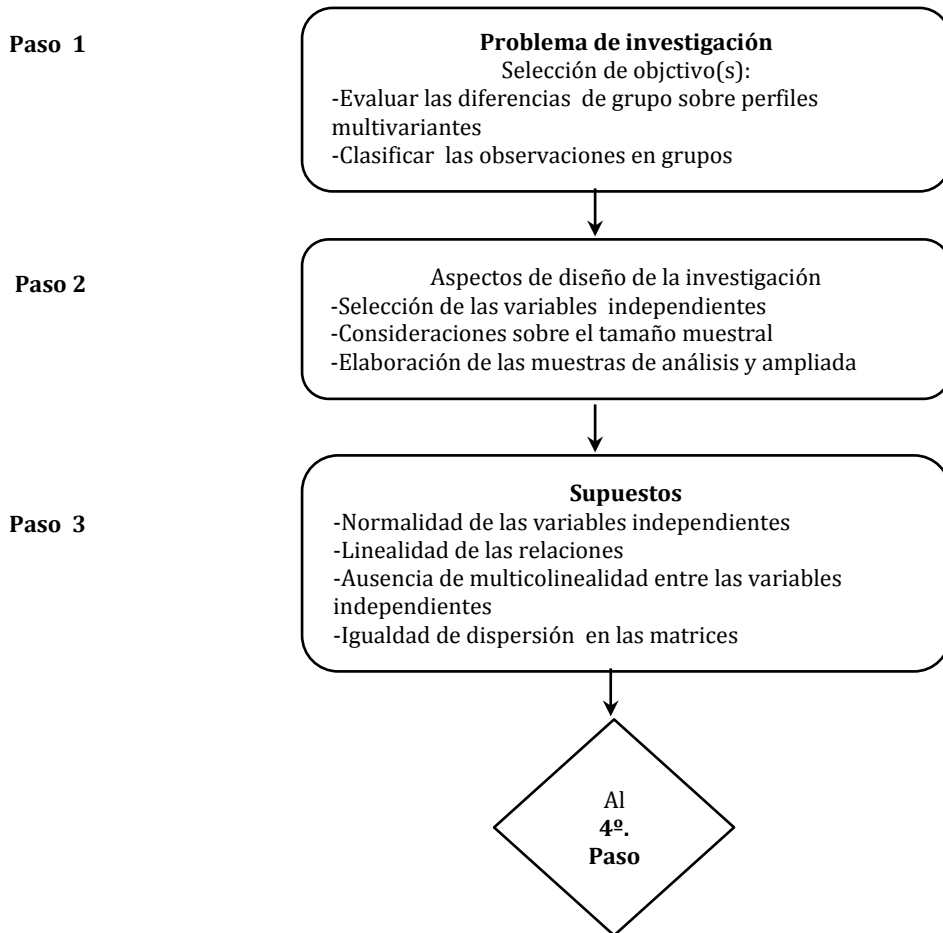 Paso 1
Problema de investigación
Selección de objctivo(s):
-Evaluar las diferencias de grupo sobre perfiles
multivariantes
-Clasificar las observaciones en grupos
Paso 2
Aspectos de diseño de la investigación
-Selección de las variables independientes
-Consideraciones sobre el tamaño muestral
-Elaboración de las muestras de análisis y ampliada
Paso 3
Supuestos
-Normalidad de las variables independientes
-Linealidad de las relaciones
-Ausencia de multicolinealidad entre las variables
independientes
-Igualdad de dispersión en las matrices
Al
4º.
Paso